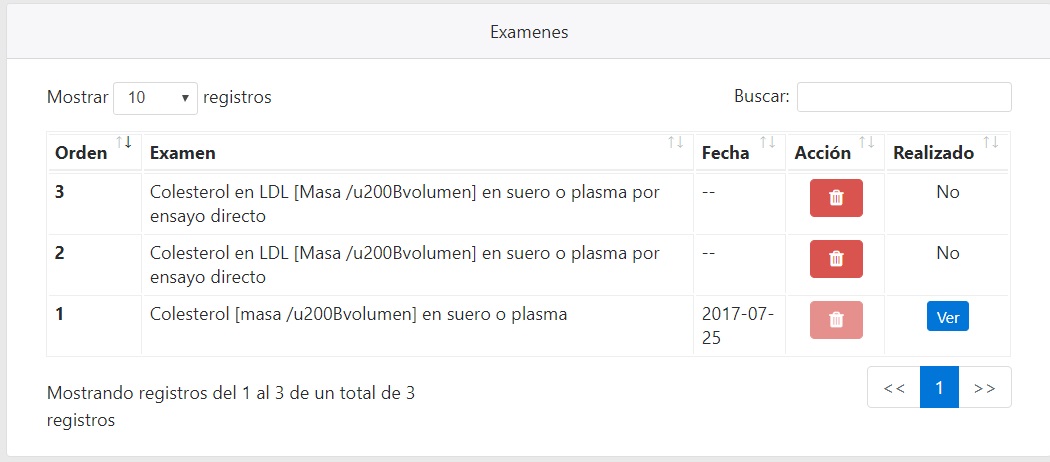 Examenes
Mostrar 10 registros Buscar:
Orden Examen Fecha Acción Realizado
3 Colesterol en LDL [Masa /u200Bvolumen] en suero o plasma por -- No
ensayo directo
2 Colesterol en LDL [Masa /u200Bvolumen] en suero o plasma por -- No
ensayo directo
1 Colesterol [masa /u200Bvolumen] en suero o plasma 2017-07- Ver
25
Mostrando registros del 1 al 3 de un total de 3 << 1 >>
registros